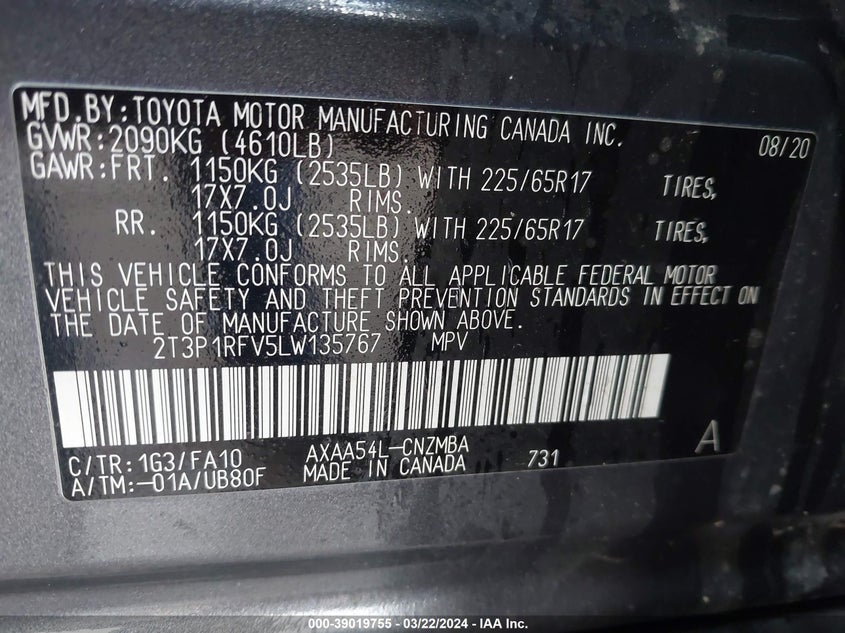 MFD.BY:TOYOTA MOTOR MANUFACTURING CANADA INC. 08/20
GVWR:2090KG (4610LB)
GAWR:FRT. 1150KG (2535LB) WITH 225/65R17 TIRES,
17X7.0J RIMS.
RR. 1150KG (2535LB) WITH 225/65R17 TIRES,
17X7.0J RIMS.
THIS VEHICLE CONFORMS TO ALL APPLICABLE FEDERAL MOTOR
VEHICLE SAFETY AND THEFT PREVENTION STANDARDS IN EFFECT ON
THE DATE OF MANUFACTURE SHOWN ABOVE.
2T3P1RFV5LW135767 MPV
A
C/TR:1G3/FA10 AXAA54L-CNZMBA 731
A/TM:-01A/UB80F MADE IN CANADA
000-39019755 - 03/22/2024 - IAA Inc.